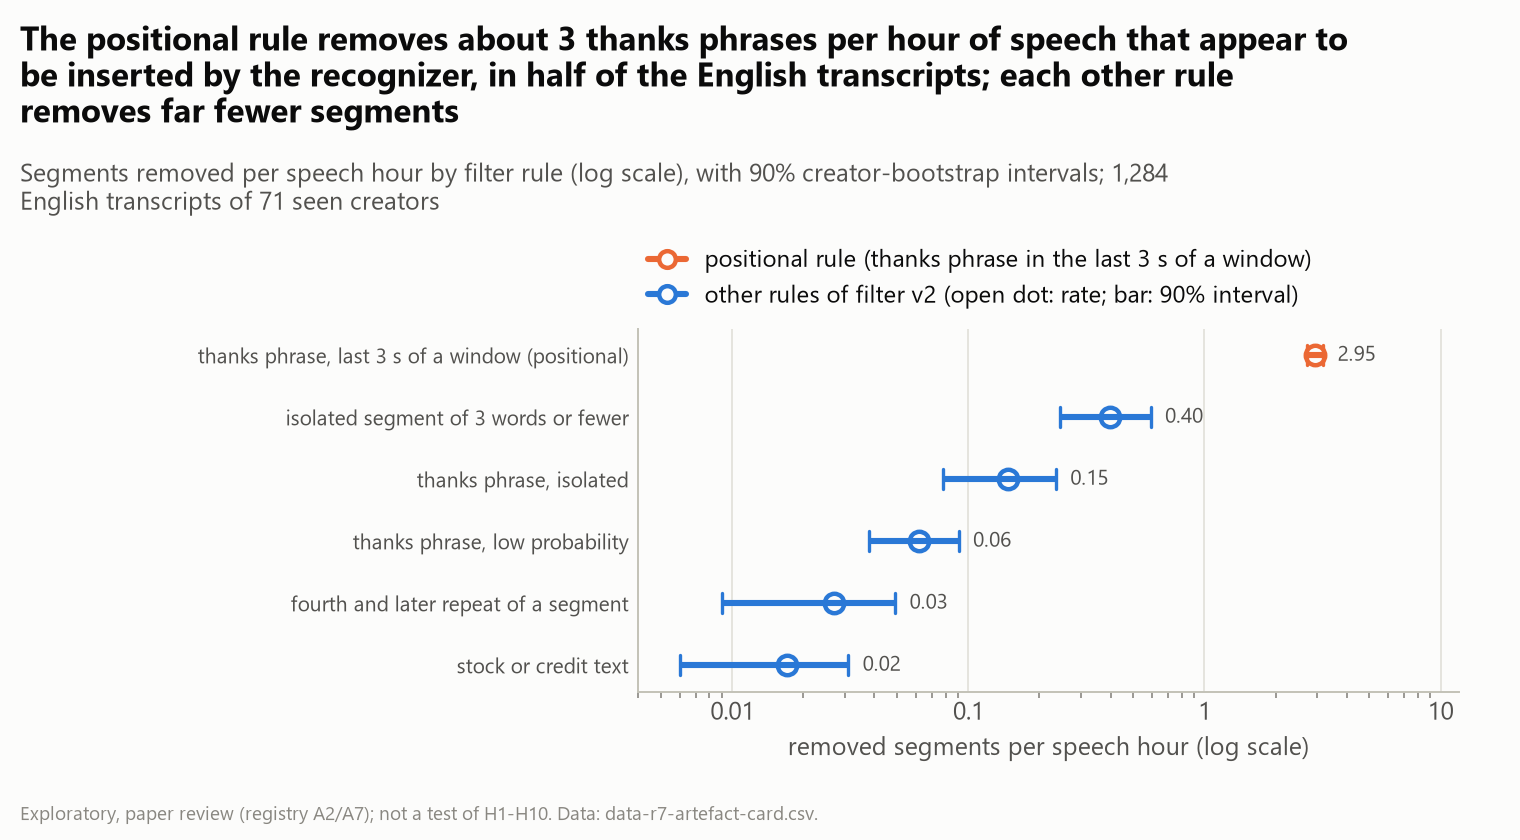 The positional rule removes about 3 thanks phrases per hour of speech that appear to
be inserted by the recognizer, in half of the English transcripts; each other rule
removes far fewer segments
Segments removed per speech hour by filter rule (log scale), with 90% creator-bootstrap intervals; 1,284
English transcripts of 71 seen creators
positional rule (thanks phrase in the last 3 s of a window)
other rules of filter v2 (open dot: rate; bar: 90% interval)
thanks phrase, last 3 s of a window (positional) 2.95
isolated segment of 3 words or fewer 0.40
thanks phrase, isolated 0.15
thanks phrase, low probability 0.06
fourth and later repeat of a segment 0.03
stock or credit text 0.02
0.01 0.1 1 10
removed segments per speech hour (log scale)
Exploratory, paper review (registry A2/A7); not a test of H1-H10. Data: data-r7-artefact-card.csv.